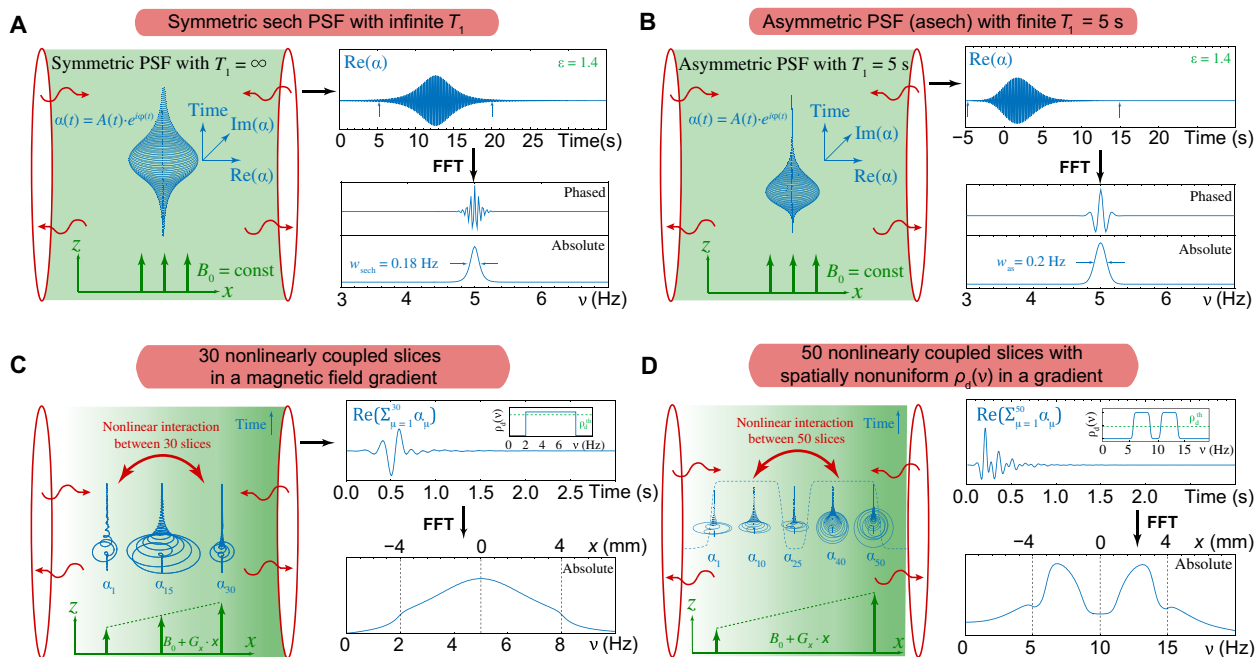 A
Symmetric sech PSF with infinite T₁
Symmetric PSF with T₁ = ∞
α(t) = A(t)·e^{iφ(t)}
Time
Im(α)
Re(α)
z
B₀ = const
x
Re(α)
ε = 1.4
0 5 10 15 20 25 Time(s)
FFT
Phased
Absolute
w_sech = 0.18 Hz
3 4 5 6 ν (Hz)
B
Asymmetric PSF (asech) with finite T₁ = 5 s
Asymmetric PSF with T₁ = 5 s
α(t) = A(t)·e^{iφ(t)}
Time
Im(α)
Re(α)
z
B₀ = const
x
Re(α)
ε = 1.4
−5 0 5 10 15 20 Time(s)
FFT
Phased
Absolute
w_as = 0.2 Hz
3 4 5 6 ν (Hz)
C
30 nonlinearly coupled slices
in a magnetic field gradient
Time
Nonlinear interaction
between 30 slices
α₁ α₁₅ α₃₀
z
B₀ + Gₓ · x
x
Re(Σ³⁰_{μ = 1} α_μ)
ρ_d(ν)
ρ_d^th
0 2 4 6 ν (Hz)
0.0 0.5 1.0 1.5 2.0 2.5 Time (s)
FFT
−4 0 4 x (mm)
Absolute
0 2 4 6 8 ν (Hz)
D
50 nonlinearly coupled slices with
spatially nonuniform ρ_d(ν) in a gradient
Time
Nonlinear interaction
between 50 slices
α₁ α₁₀ α₂₅ α₄₀ α₅₀
z
B₀ + Gₓ · x
x
Re(Σ⁵⁰_{μ = 1} α_μ)
ρ_d(ν)
ρ_d^th
0 5 10 15 ν (Hz)
0.0 0.5 1.0 1.5 2.0 Time (s)
FFT
−4 0 4 x (mm)
Absolute
0 5 10 15 ν (Hz)